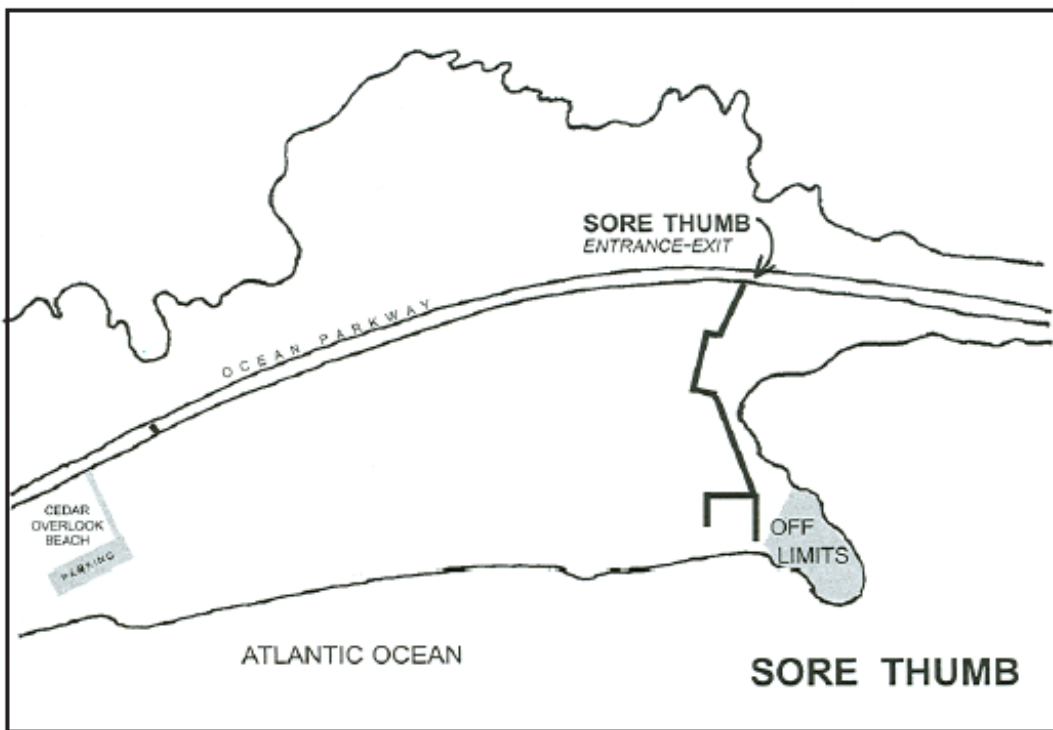 SORE THUMB
ENTRANCE-EXIT
OCEAN PARKWAY
CEDAR
OVERLOOK
BEACH
PARKING
OFF
LIMITS
ATLANTIC OCEAN
SORE THUMB